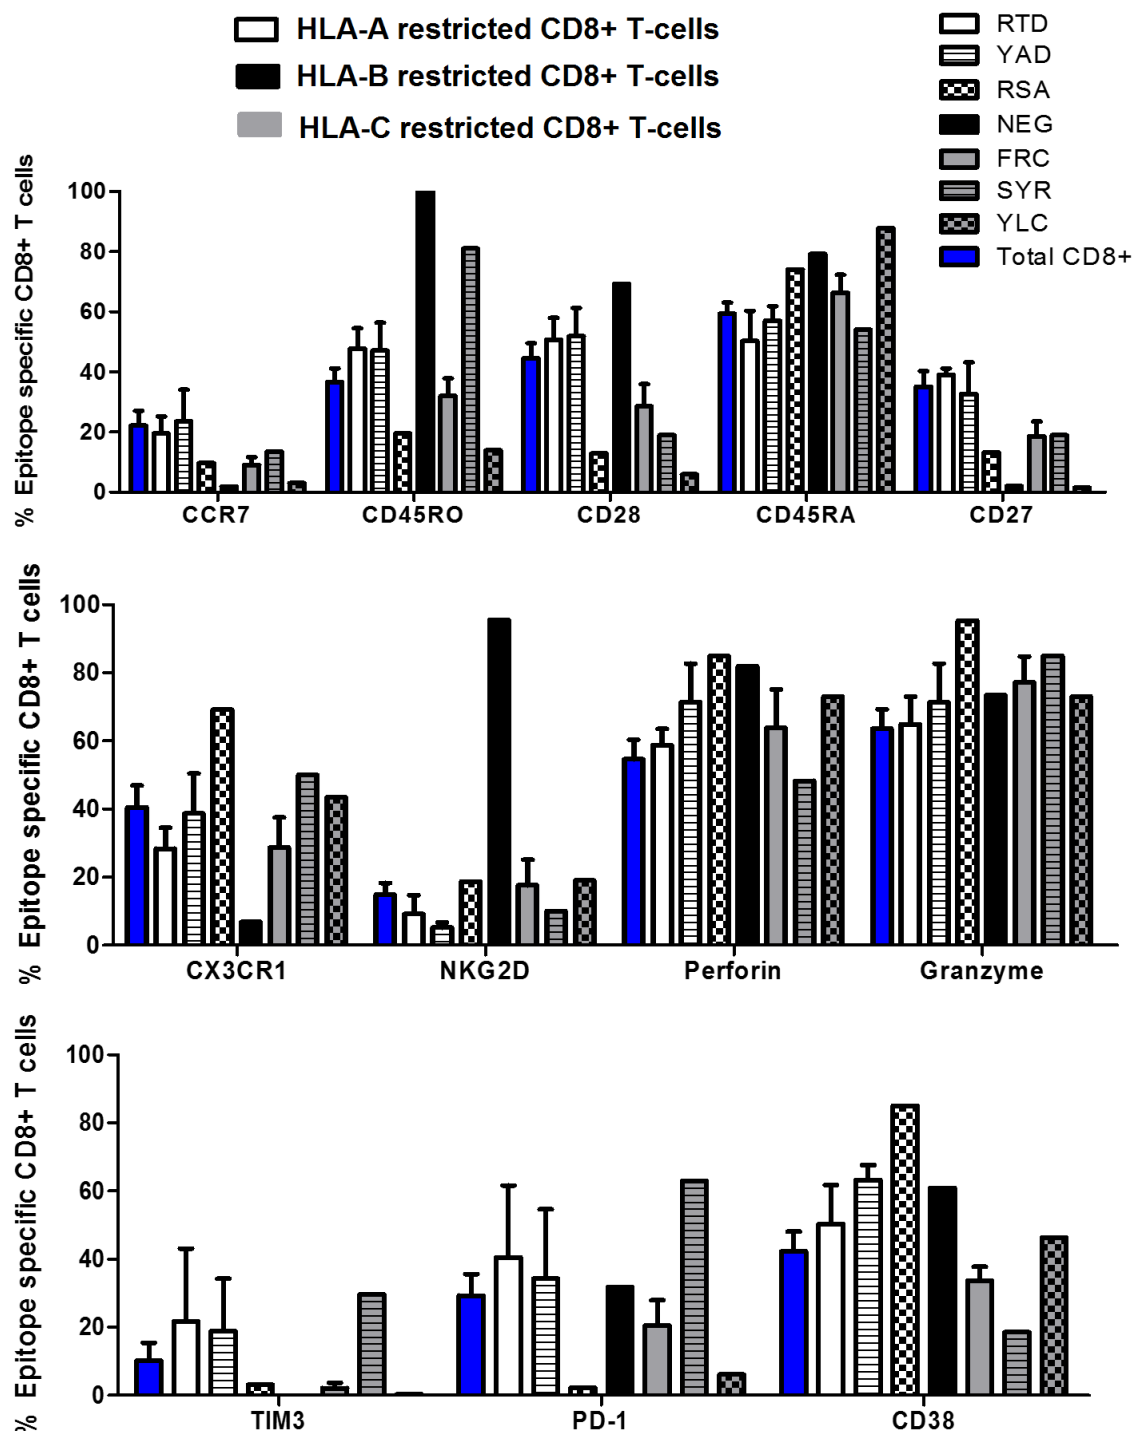 HLA-A restricted CD8+ T-cells
HLA-B restricted CD8+ T-cells
HLA-C restricted CD8+ T-cells
RTD
YAD
RSA
NEG
FRC
SYR
YLC
Total CD8+
% Epitope specific CD8+ T cells
100
80
60
40
20
0
CCR7 CD45RO CD28 CD45RA CD27
% Epitope specific CD8+ T cells
100
80
60
40
20
0
CX3CR1 NKG2D Perforin Granzyme
% Epitope specific CD8+ T cells
100
80
60
40
20
0
TIM3 PD-1 CD38